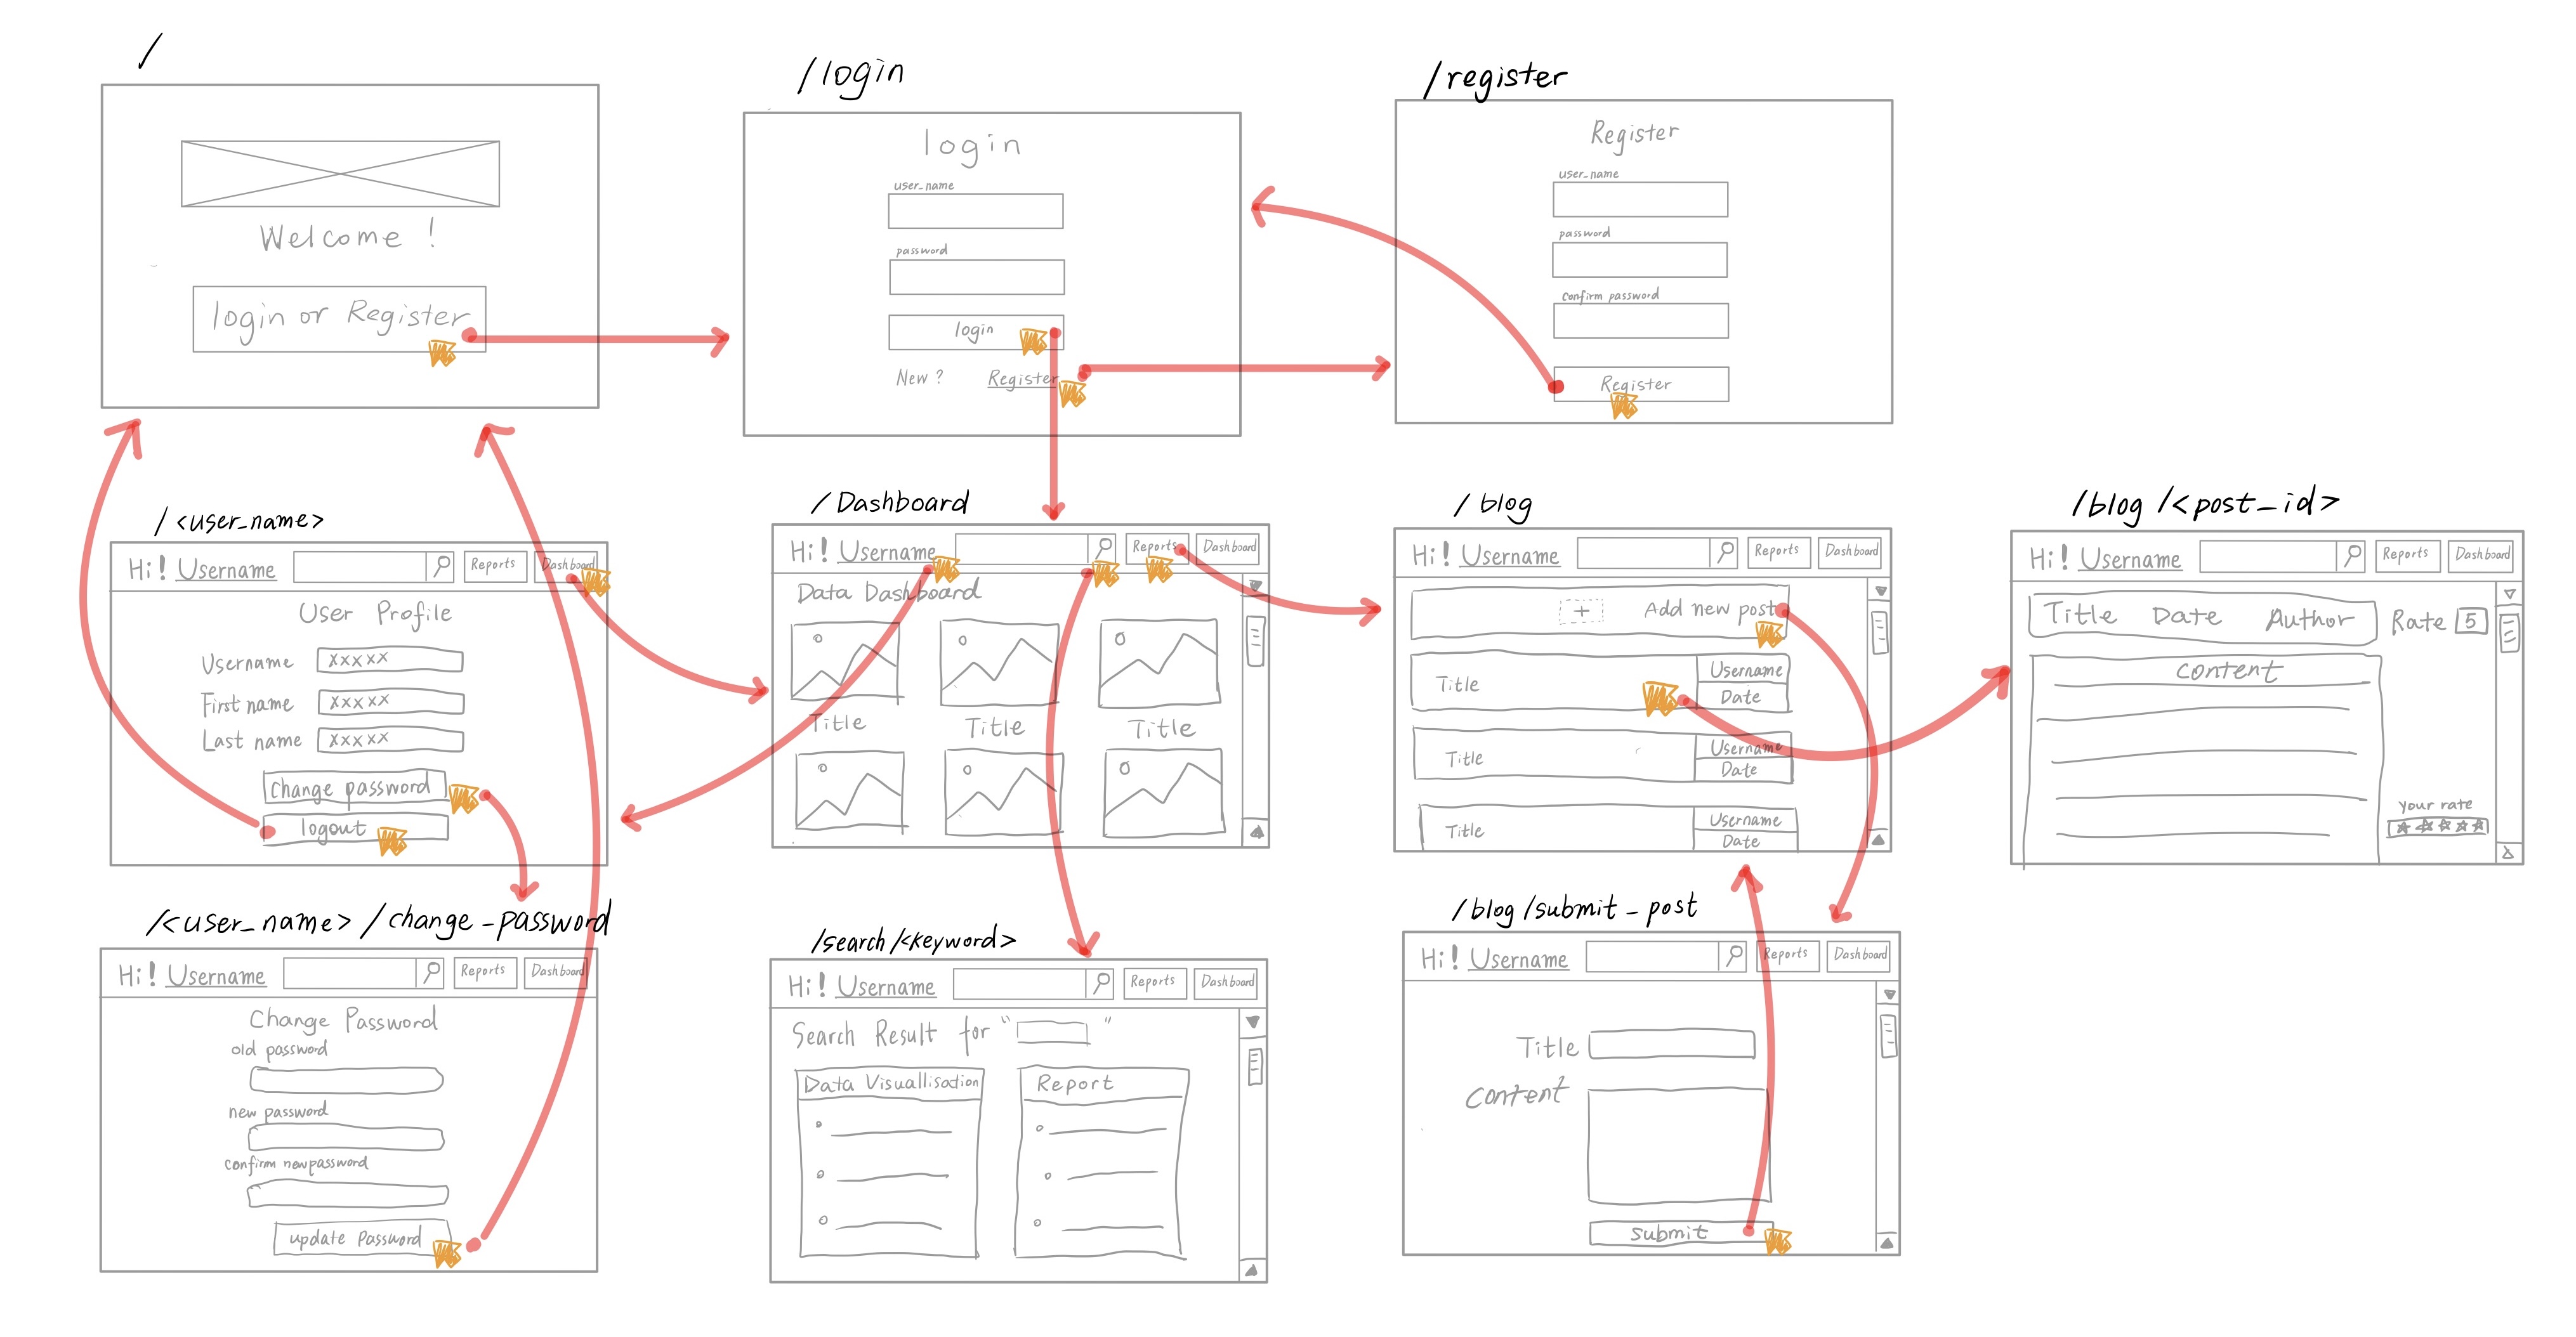 /
Welcome !
login or Register
/login
login
user_name
password
login
New ? Register
/register
Register
user_name
password
confirm password
Register
/<user_name>
Hi! Username Reports Dashboard
User Profile
Username xxxxx
First name xxxxx
Last name xxxxx
change password
logout
/Dashboard
Hi! Username Reports Dashboard
Data Dashboard
Title Title Title
/blog
Hi! Username Reports Dashboard
+ Add new post
Title Username
Date
Title Username
Date
Title Username
Date
/blog/<post_id>
Hi! Username Reports Dashboard
Title Date Author Rate 5
content
your rate
/<user_name>/change_password
Hi! Username Reports Dashboard
Change Password
old password
new password
confirm new password
update Password
/search/<keyword>
Hi! Username Reports Dashboard
Search Result for " "
Data Visuallisation Report
/blog/submit_post
Hi! Username Reports Dashboard
Title
content
submit